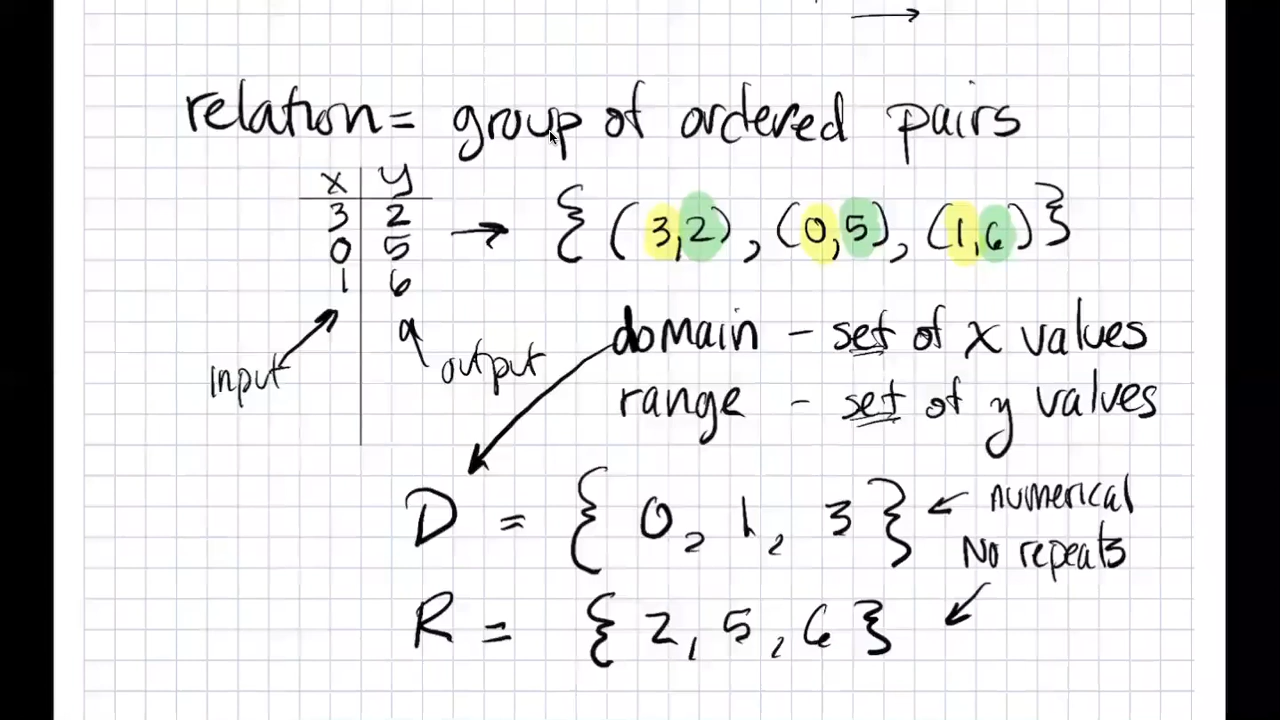 relation = group of ordered pairs
x y
3 2
0 5
1 6
→ { (3,2), (0,5), (1,6) }
input
output
domain - set of x values
range - set of y values
D = { 0, 1, 3 } ← numerical
No repeats
R = { 2, 5, 6 }